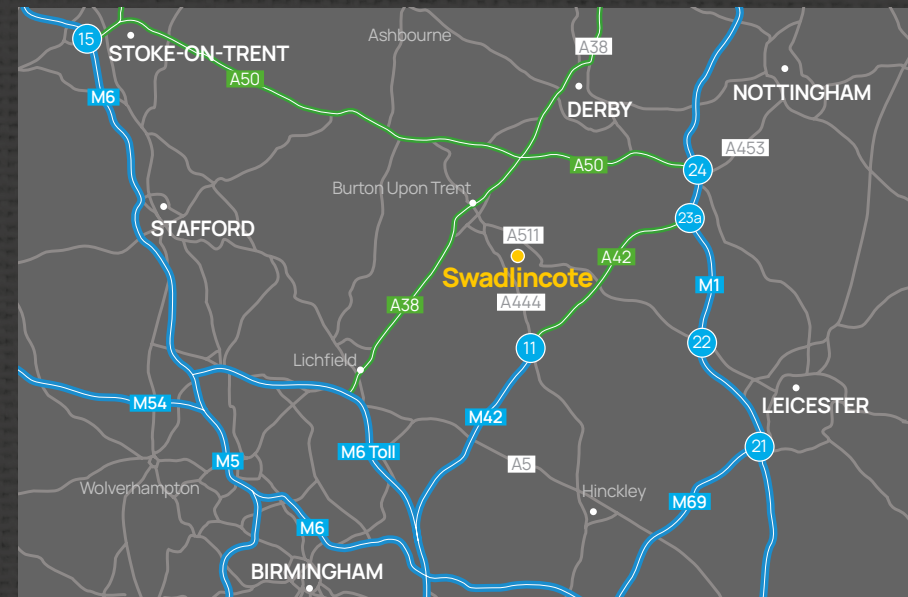 15
STOKE-ON-TRENT
Ashbourne
A38
M6
A50
DERBY
NOTTINGHAM
A453
A50
24
Burton Upon Trent
23a
STAFFORD
A511
A42
Swadlincote
M1
A444
A38
11
22
Lichfield
M54
LEICESTER
M42
21
M6 Toll
M5
A5
Wolverhampton
Hinckley
M69
M6
BIRMINGHAM